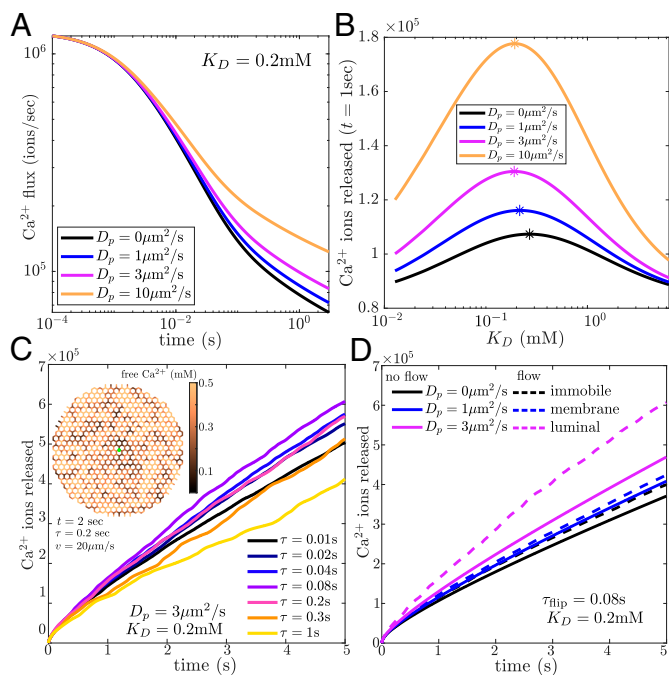 A
K_D = 0.2mM
Ca²⁺ flux (ions/sec)
10⁶
10⁵
D_p = 0μm²/s
D_p = 1μm²/s
D_p = 3μm²/s
D_p = 10μm²/s
10⁻⁴
10⁻²
10⁰
time (s)
B
×10⁵
Ca²⁺ ions released (t = 1sec)
1.8
1.6
1.4
1.2
1
0.8
D_p = 0μm²/s
D_p = 1μm²/s
D_p = 3μm²/s
D_p = 10μm²/s
10⁻²
10⁻¹
10⁰
K_D (mM)
C
×10⁵
Ca²⁺ ions released
7
6
5
4
3
2
1
0
free Ca²⁺ (mM)
0.5
0.3
0.1
t = 2 sec
τ = 0.2 sec
v = 20μm/s
D_p = 3μm²/s
K_D = 0.2mM
τ = 0.01s
τ = 0.02s
τ = 0.04s
τ = 0.08s
τ = 0.2s
τ = 0.3s
τ = 1s
0 1 2 3 4 5
time (s)
D
×10⁵
Ca²⁺ ions released
7
6
5
4
3
2
1
0
no flow flow
D_p = 0μm²/s immobile
D_p = 1μm²/s membrane
D_p = 3μm²/s luminal
τ_flip = 0.08s
K_D = 0.2mM
0 1 2 3 4 5
time (s)